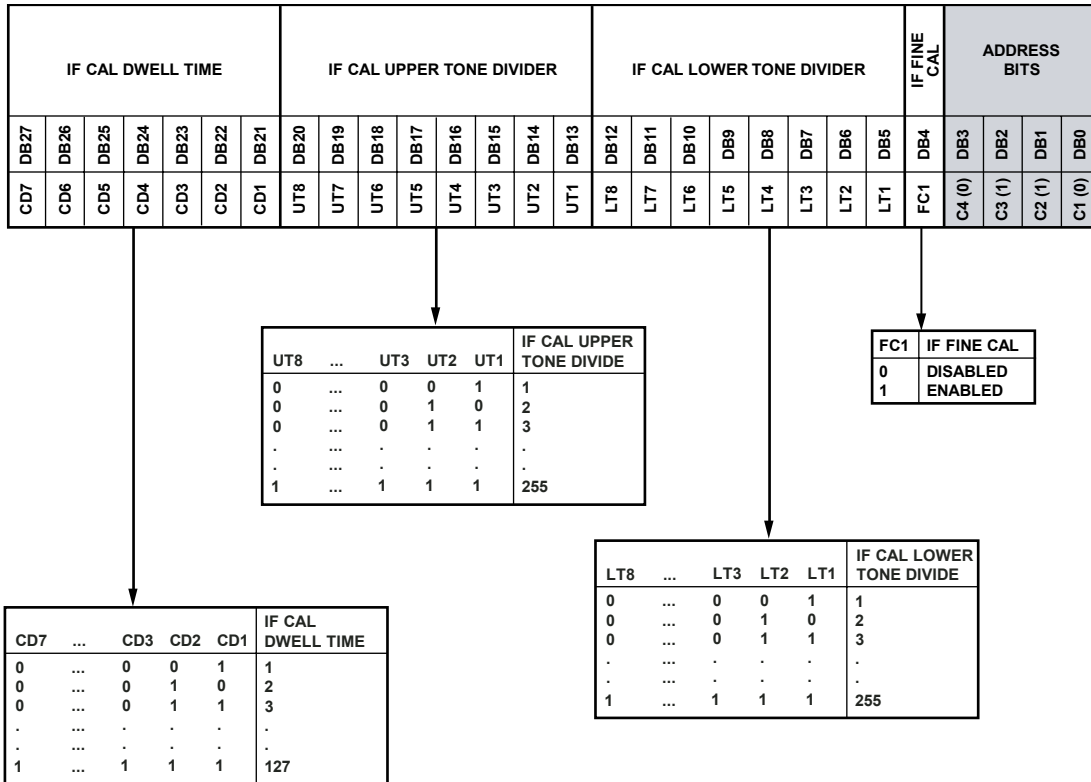 IF CAL DWELL TIME IF CAL UPPER TONE DIVIDER IF CAL LOWER TONE DIVIDER IF FINE CAL ADDRESS BITS
DB27 DB26 DB25 DB24 DB23 DB22 DB21 DB20 DB19 DB18 DB17 DB16 DB15 DB14 DB13 DB12 DB11 DB10 DB9 DB8 DB7 DB6 DB5 DB4 DB3 DB2 DB1 DB0
CD7 CD6 CD5 CD4 CD3 CD2 CD1 UT8 UT7 UT6 UT5 UT4 UT3 UT2 UT1 LT8 LT7 LT6 LT5 LT4 LT3 LT2 LT1 FC1 C4 (0) C3 (1) C2 (1) C1 (0)
UT8 ... UT3 UT2 UT1 IF CAL UPPER TONE DIVIDE
0 ... 0 0 1 1
0 ... 0 1 0 2
0 ... 0 1 1 3
. ... . . . .
. ... . . . .
1 ... 1 1 1 255
FC1 IF FINE CAL
0 DISABLED
1 ENABLED
LT8 ... LT3 LT2 LT1 IF CAL LOWER TONE DIVIDE
0 ... 0 0 1 1
0 ... 0 1 0 2
0 ... 0 1 1 3
. ... . . . .
. ... . . . .
1 ... 1 1 1 255
CD7 ... CD3 CD2 CD1 IF CAL DWELL TIME
0 ... 0 0 1 1
0 ... 0 1 0 2
0 ... 0 1 1 3
. ... . . . .
. ... . . . .
1 ... 1 1 1 127